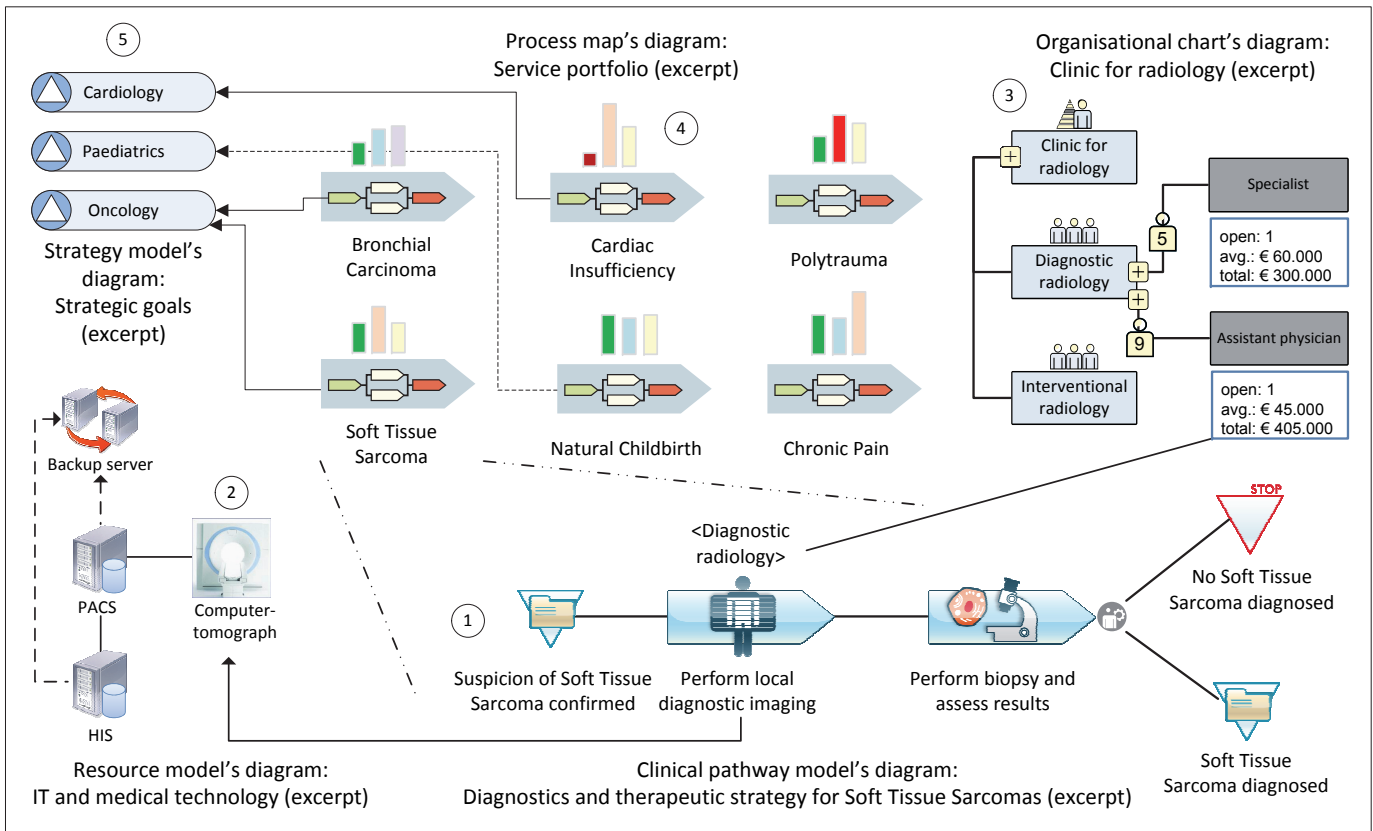 5
Cardiology
Paediatrics
Oncology
Strategy model's
diagram:
Strategic goals
(excerpt)
Process map's diagram:
Service portfolio (excerpt)
4
Bronchial
Carcinoma
Cardiac
Insufficiency
Polytrauma
Soft Tissue
Sarcoma
Natural Childbirth
Chronic Pain
Organisational chart's diagram:
Clinic for radiology (excerpt)
3
Clinic for
radiology
Diagnostic
radiology
Interventional
radiology
5
Specialist
open: 1
avg.: € 60.000
total: € 300.000
9
Assistant physician
open: 1
avg.: € 45.000
total: € 405.000
Backup server
2
PACS
Computer-
tomograph
HIS
Resource model's diagram:
IT and medical technology (excerpt)
1
<Diagnostic
radiology>
Suspicion of Soft Tissue
Sarcoma confirmed
Perform local
diagnostic imaging
Perform biopsy and
assess results
STOP
No Soft Tissue
Sarcoma diagnosed
Soft Tissue
Sarcoma diagnosed
Clinical pathway model's diagram:
Diagnostics and therapeutic strategy for Soft Tissue Sarcomas (excerpt)